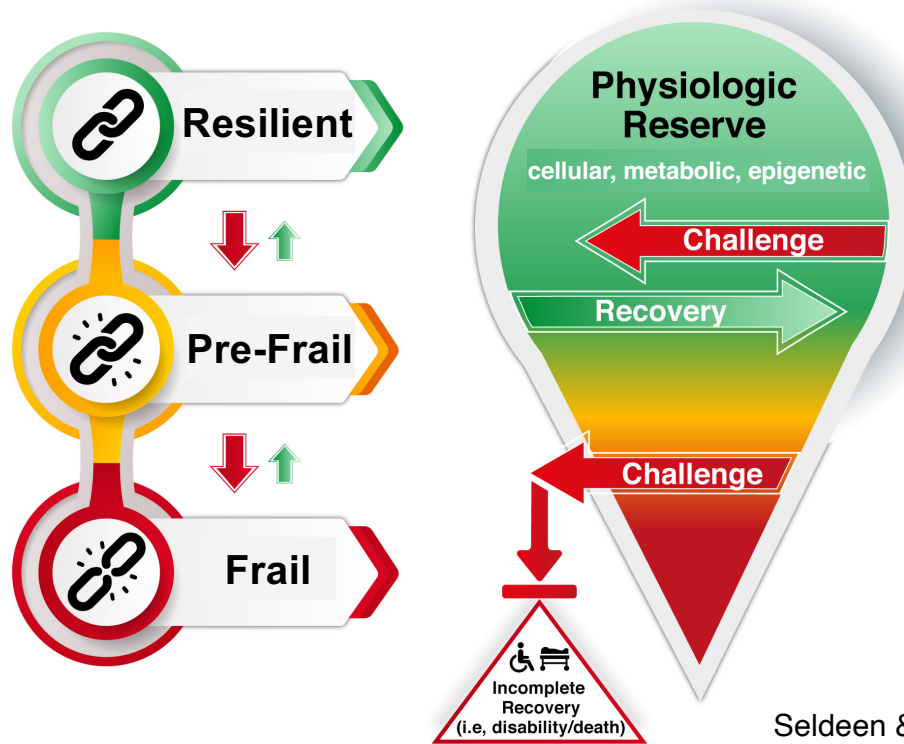 Resilient
Pre-Frail
Frail
Physiologic
Reserve
cellular, metabolic, epigenetic
Challenge
Recovery
Challenge
Incomplete
Recovery
(i.e, disability/death)
Seldeen &